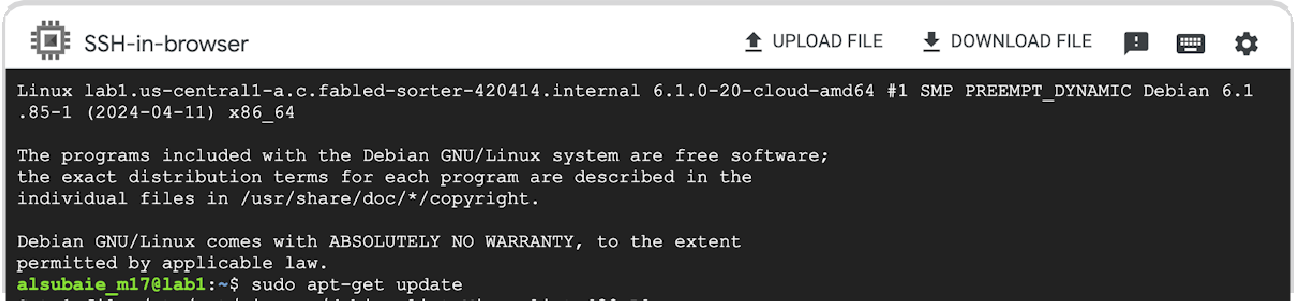 SSH-in-browser
UPLOAD FILE
DOWNLOAD FILE
Linux lab1.us-central1-a.c.fabled-sorter-420414.internal 6.1.0-20-cloud-amd64 #1 SMP PREEMPT_DYNAMIC Debian 6.1
.85-1 (2024-04-11) x86_64
The programs included with the Debian GNU/Linux system are free software;
the exact distribution terms for each program are described in the
individual files in /usr/share/doc/*/copyright.
Debian GNU/Linux comes with ABSOLUTELY NO WARRANTY, to the extent
permitted by applicable law.
alsubaie_m17@lab1:~$ sudo apt-get update